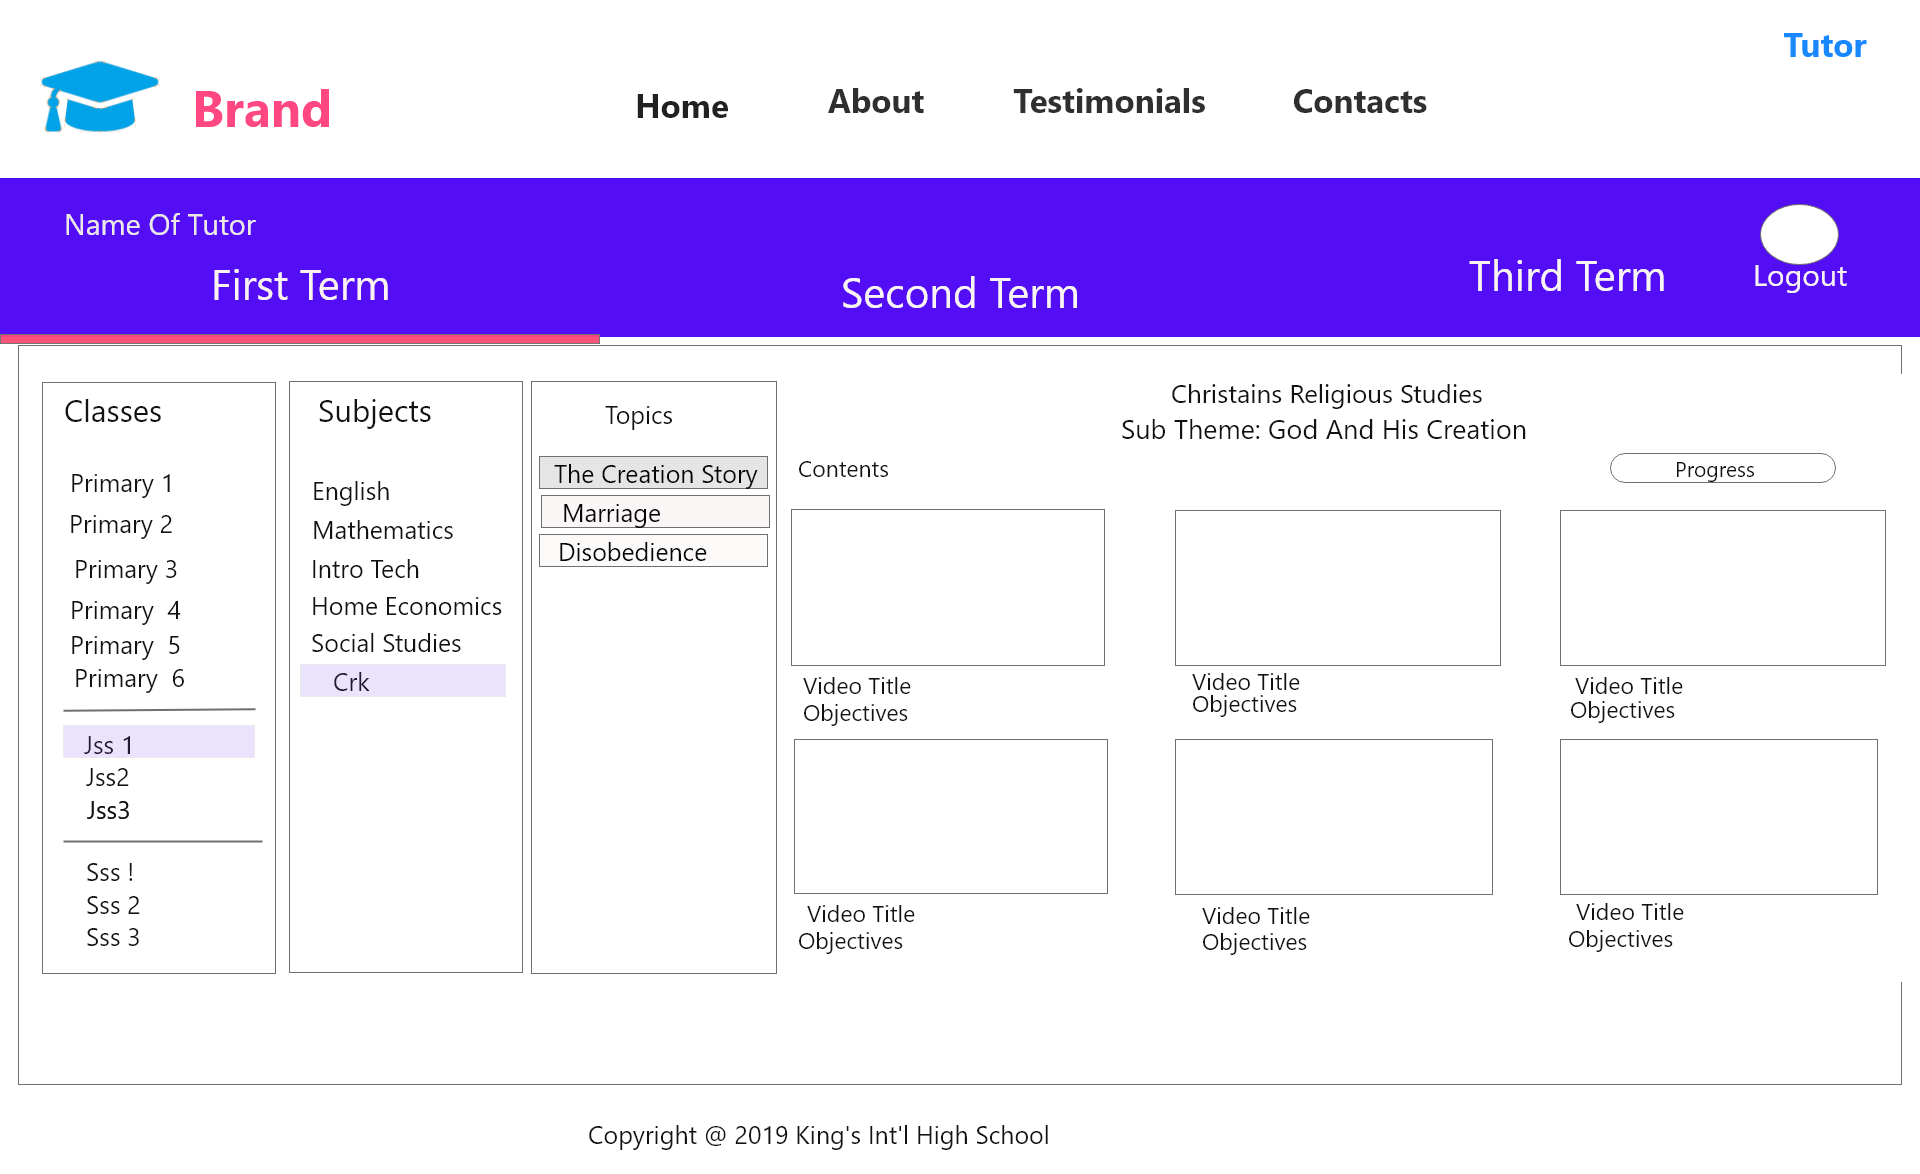 Tutor
Brand
Home
About
Testimonials
Contacts
Name Of Tutor
First Term
Second Term
Third Term
Logout
Classes
Primary 1
Primary 2
Primary 3
Primary 4
Primary 5
Primary 6
Jss 1
Jss2
Jss3
Sss !
Sss 2
Sss 3
Subjects
English
Mathematics
Intro Tech
Home Economics
Social Studies
Crk
Topics
The Creation Story
Marriage
Disobedience
Christains Religious Studies
Sub Theme: God And His Creation
Contents
Progress
Video Title
Objectives
Video Title
Objectives
Video Title
Objectives
Video Title
Objectives
Video Title
Objectives
Video Title
Objectives
Copyright @ 2019 King's Int'l High School